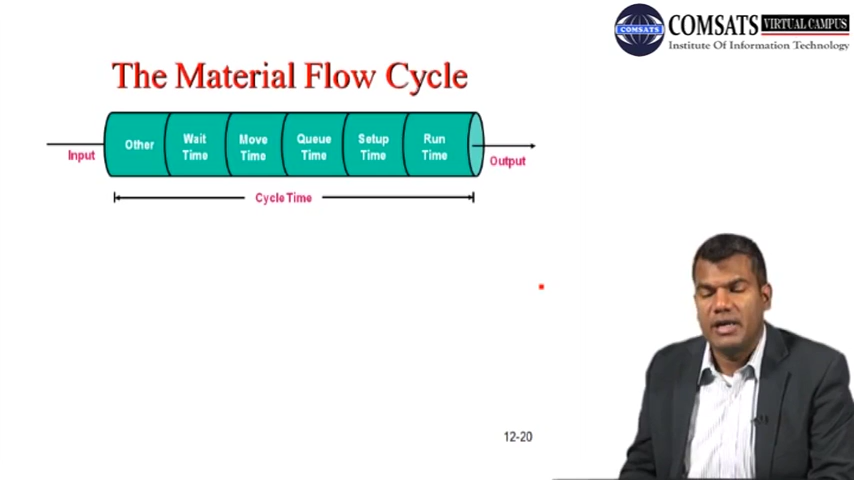 COMSATS VIRTUAL CAMPUS
COMSATS
Institute Of Information Technology
The Material Flow Cycle
Input
Other
Wait
Time
Move
Time
Queue
Time
Setup
Time
Run
Time
Output
Cycle Time
12-20